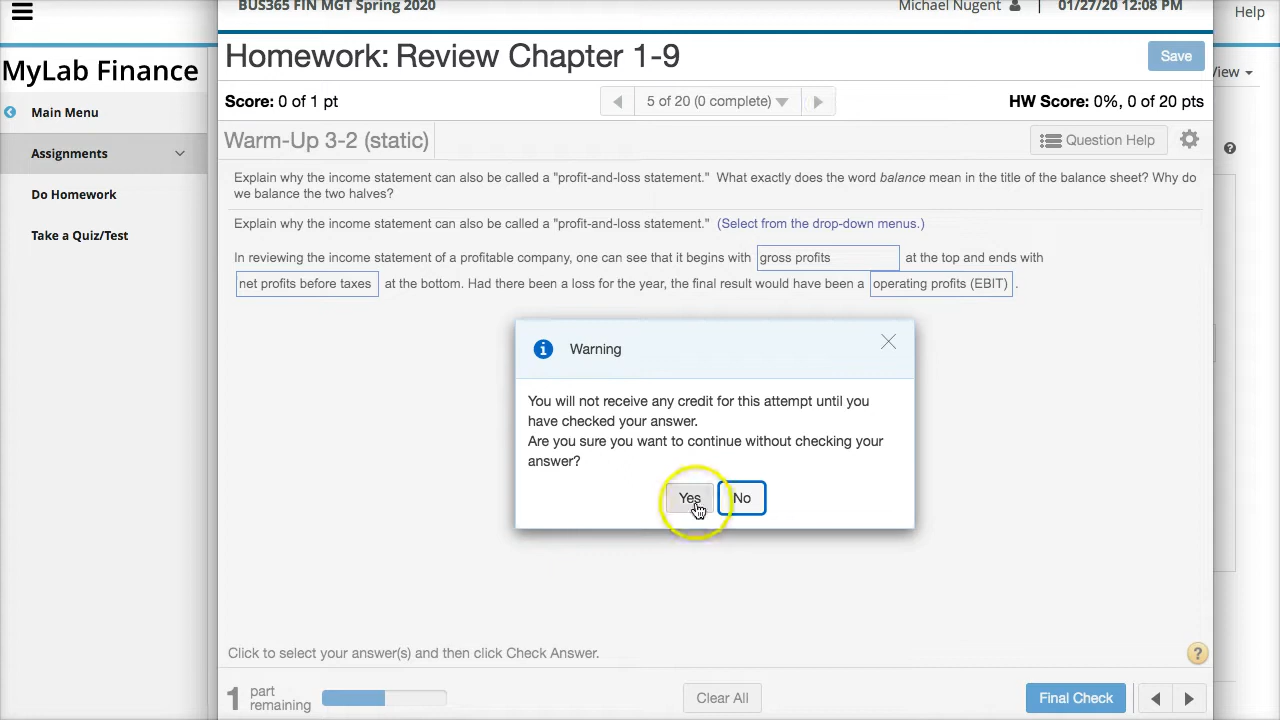 BUS365 FIN MGT Spring 2020
Michael Nugent
01/27/20 12:08 PM
Help
MyLab Finance
Homework: Review Chapter 1-9
Save
View
Main Menu
Score: 0 of 1 pt
5 of 20 (0 complete)
HW Score: 0%, 0 of 20 pts
Assignments
Warm-Up 3-2 (static)
Question Help
?
Do Homework
Take a Quiz/Test
Explain why the income statement can also be called a "profit-and-loss statement." What exactly does the word balance mean in the title of the balance sheet? Why do
we balance the two halves?
Explain why the income statement can also be called a "profit-and-loss statement." (Select from the drop-down menus.)
In reviewing the income statement of a profitable company, one can see that it begins with gross profits at the top and ends with
net profits before taxes at the bottom. Had there been a loss for the year, the final result would have been a operating profits (EBIT) .
Warning
You will not receive any credit for this attempt until you
have checked your answer.
Are you sure you want to continue without checking your
answer?
Yes
No
Click to select your answer(s) and then click Check Answer.
?
1 part
remaining
Clear All
Final Check